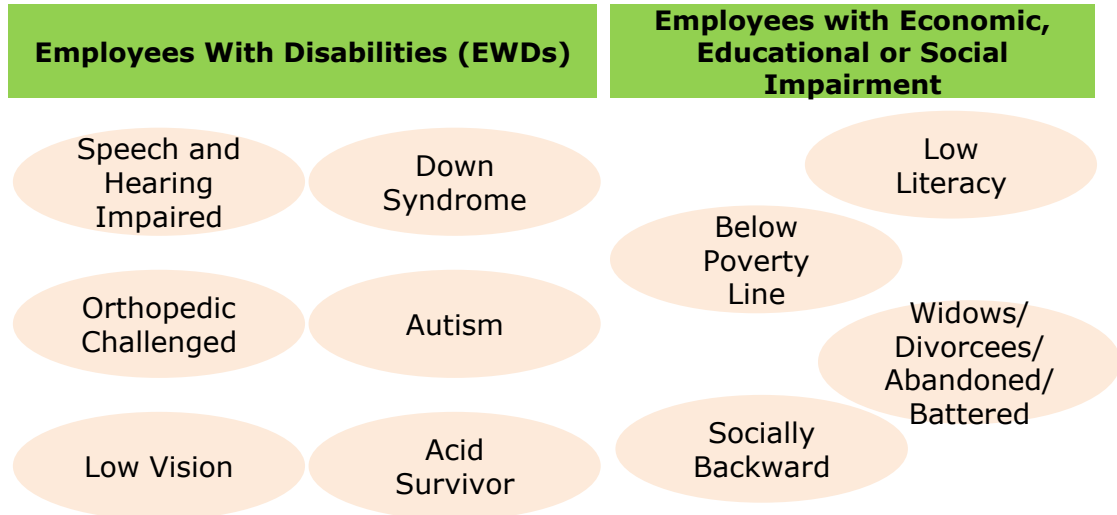 Employees With Disabilities (EWDs)
Employees with Economic,
Educational or Social
Impairment
Speech and
Hearing
Impaired
Down
Syndrome
Orthopedic
Challenged
Autism
Low Vision
Acid
Survivor
Low
Literacy
Below
Poverty
Line
Widows/
Divorcees/
Abandoned/
Battered
Socially
Backward